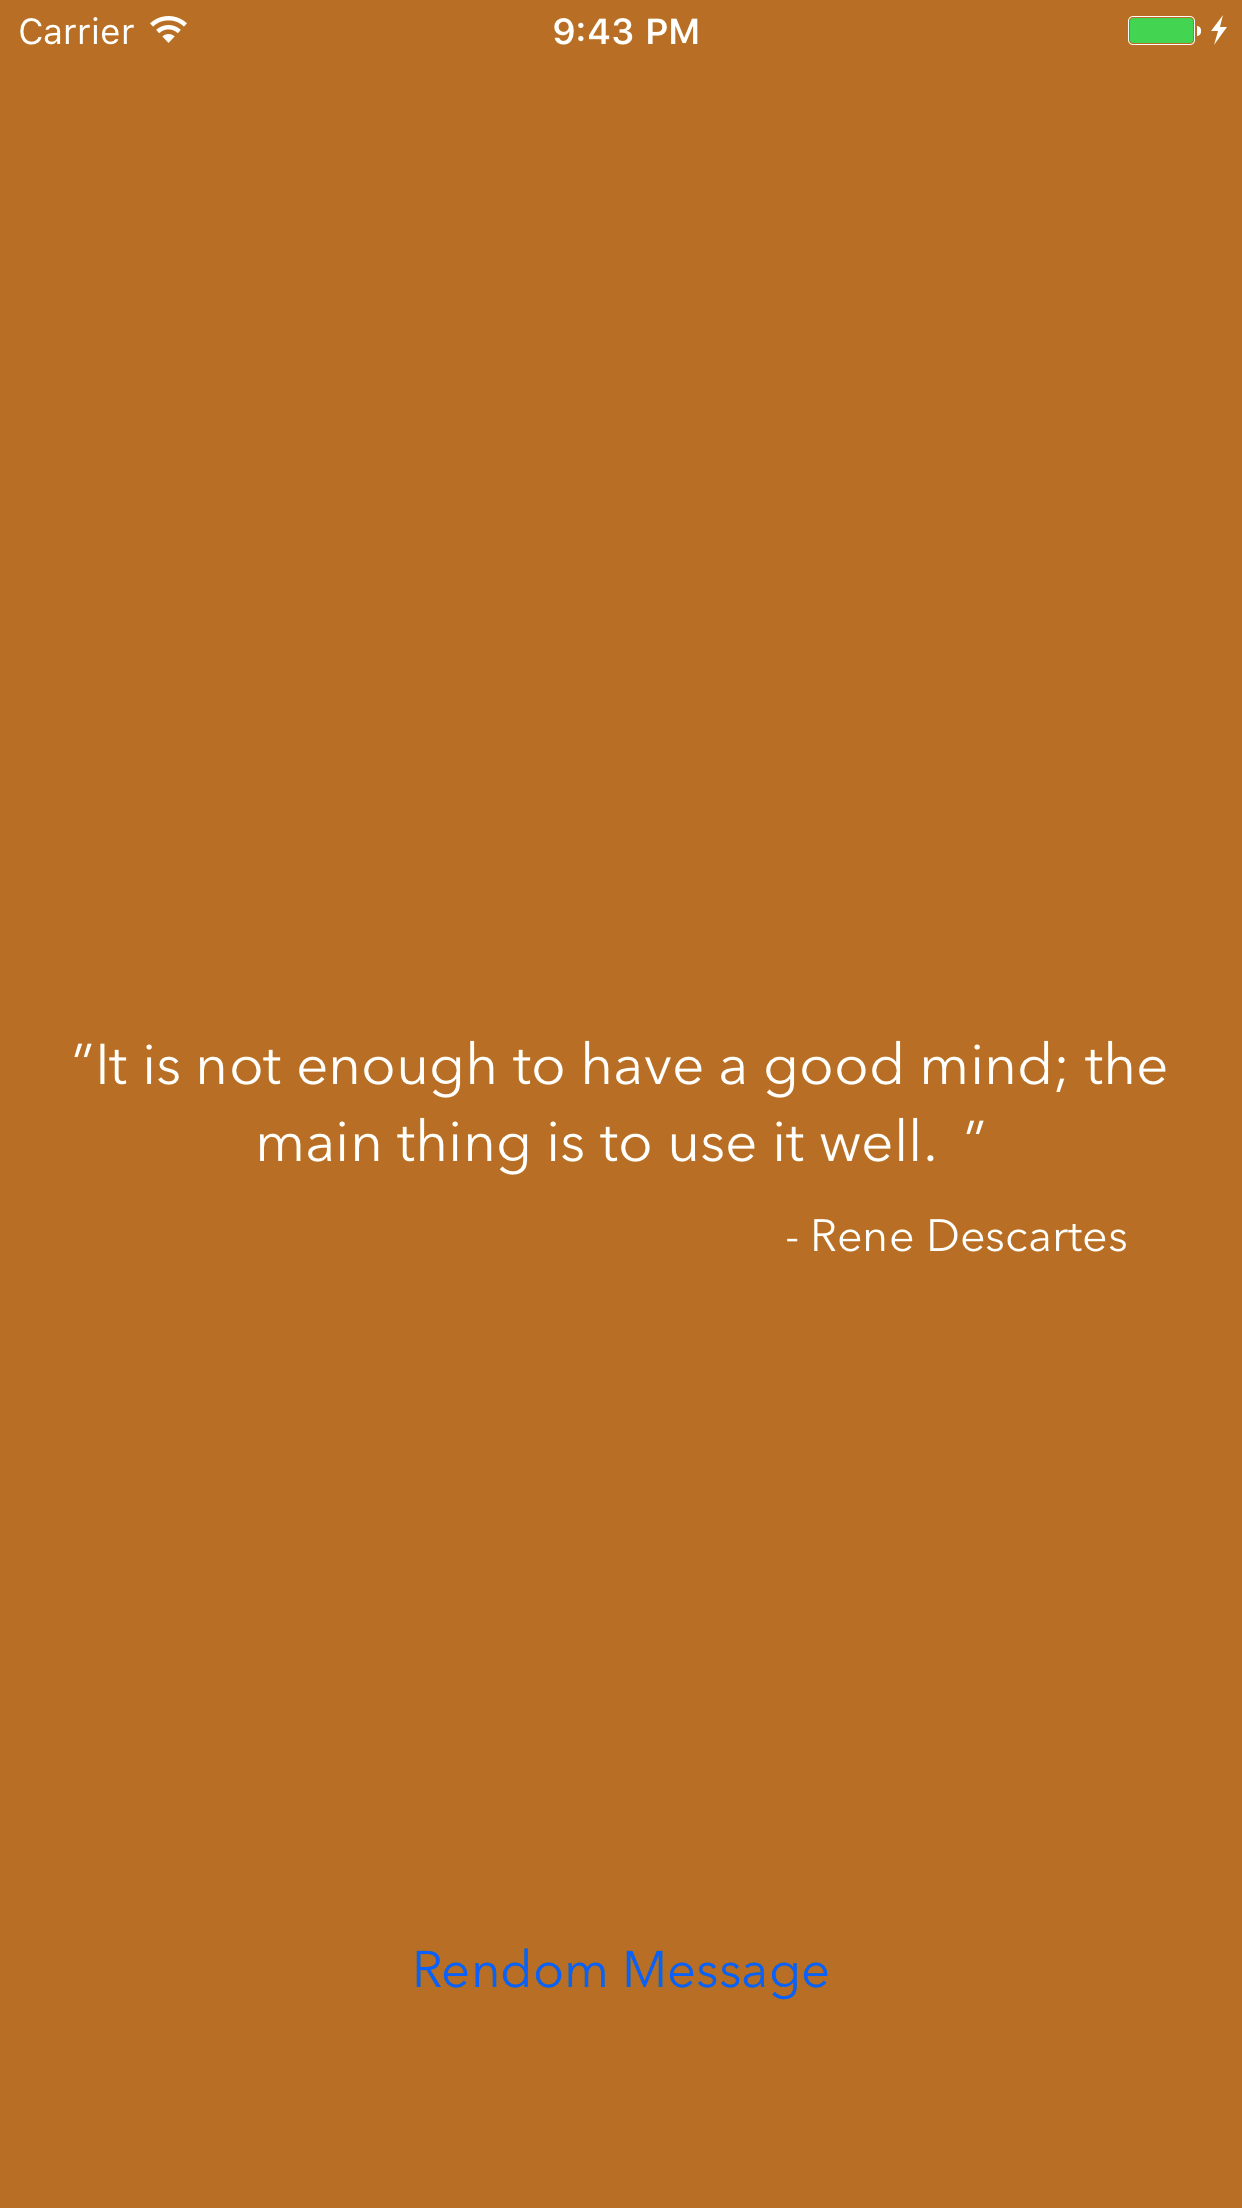 Carrier
9:43 PM
”It is not enough to have a good mind; the
main thing is to use it well. ”
- Rene Descartes
Rendom Message